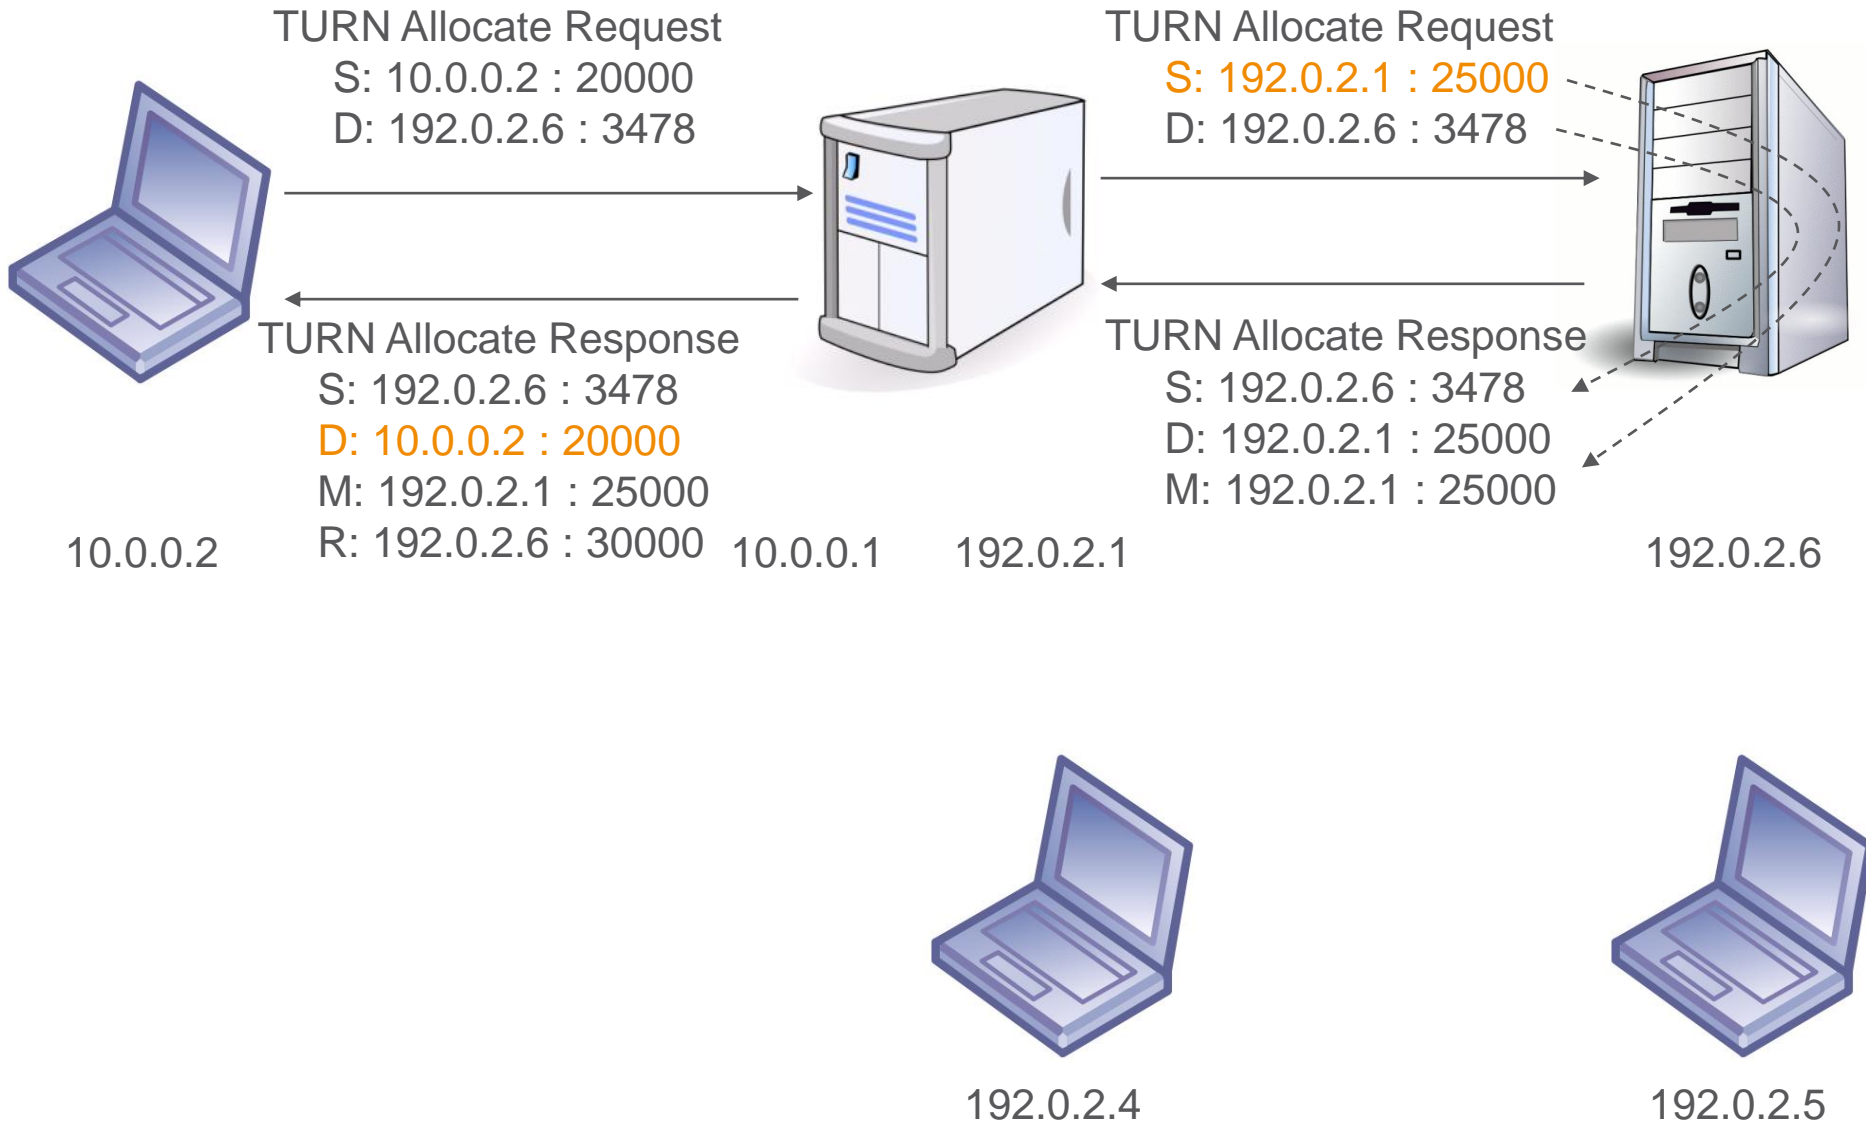 TURN Allocate Request
S: 10.0.0.2 : 20000
D: 192.0.2.6 : 3478
TURN Allocate Request
S: 192.0.2.1 : 25000
D: 192.0.2.6 : 3478
TURN Allocate Response
S: 192.0.2.6 : 3478
D: 10.0.0.2 : 20000
M: 192.0.2.1 : 25000
R: 192.0.2.6 : 30000
TURN Allocate Response
S: 192.0.2.6 : 3478
D: 192.0.2.1 : 25000
M: 192.0.2.1 : 25000
10.0.0.2
10.0.0.1
192.0.2.1
192.0.2.6
192.0.2.4
192.0.2.5